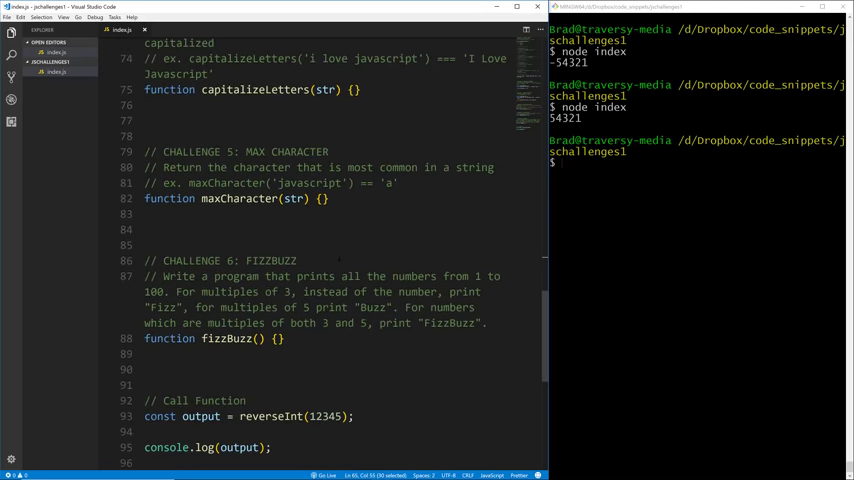 index.js - jschallenges1 - Visual Studio Code
File Edit Selection View Go Debug Tasks Help
EXPLORER
OPEN EDITORS
index.js
JSCHALLENGES1
index.js
index.js
capitalized
74 // ex. capitalizeLetters('i love javascript') === 'I Love
Javascript'
75 function capitalizeLetters(str) {}
76
77
78
79 // CHALLENGE 5: MAX CHARACTER
80 // Return the character that is most common in a string
81 // ex. maxCharacter('javascript') == 'a'
82 function maxCharacter(str) {}
83
84
85
86 // CHALLENGE 6: FIZZBUZZ
87 // Write a program that prints all the numbers from 1 to
100. For multiples of 3, instead of the number, print
"Fizz", for multiples of 5 print "Buzz". For numbers
which are multiples of both 3 and 5, print "FizzBuzz".
88 function fizzBuzz() {}
89
90
91
92 // Call Function
93 const output = reverseInt(12345);
94
95 console.log(output);
96
0 0 Go Live Ln 65, Col 55 (30 selected) Spaces: 2 UTF-8 CRLF JavaScript Prettier
MINGW64:/d/Dropbox/code_snippets/jschallenges1
Brad@traversy-media /d/Dropbox/code_snippets/j
schallenges1
$ node index
-54321
Brad@traversy-media /d/Dropbox/code_snippets/j
schallenges1
$ node index
54321
Brad@traversy-media /d/Dropbox/code_snippets/j
schallenges1
$